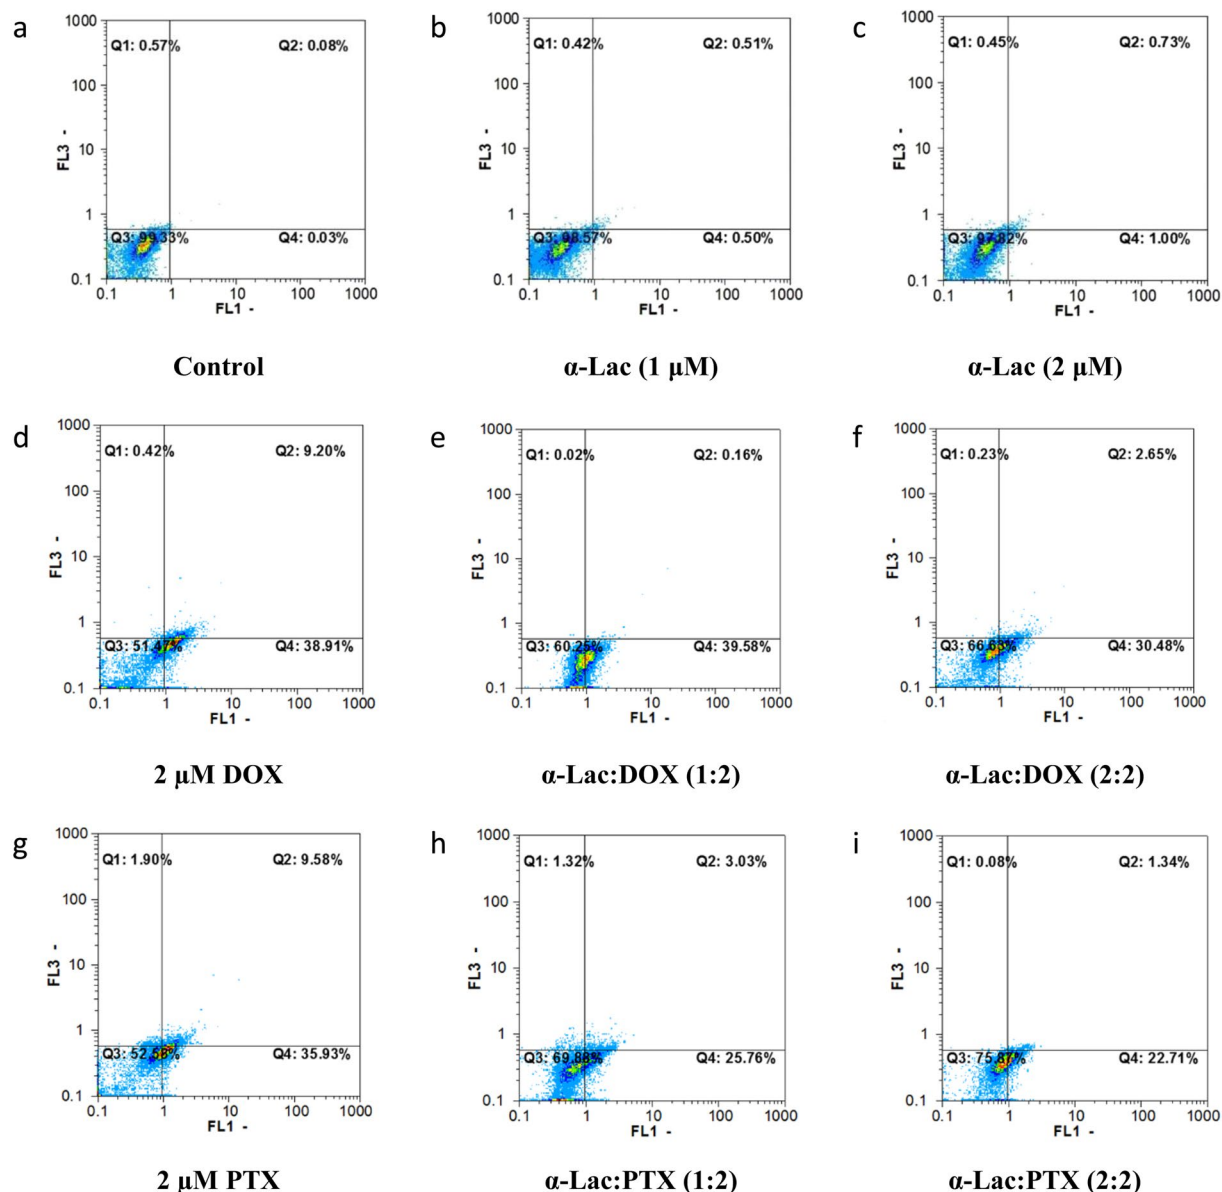 a
1000
Q1: 0.57%
Q2: 0.08%
100
10
FL3 -
1
Q3: 99.33%
Q4: 0.03%
0.1
0.1
1
10
100
1000
FL1 -
Control
b
1000
Q1: 0.42%
Q2: 0.51%
100
10
FL3 -
1
Q3: 98.57%
Q4: 0.50%
0.1
0.1
1
10
100
1000
FL1 -
α-Lac (1 μM)
c
1000
Q1: 0.45%
Q2: 0.73%
100
10
FL3 -
1
Q3: 97.82%
Q4: 1.00%
0.1
0.1
1
10
100
1000
FL1 -
α-Lac (2 μM)
d
1000
Q1: 0.42%
Q2: 9.20%
100
10
FL3 -
1
Q3: 51.47%
Q4: 38.91%
0.1
0.1
1
10
100
1000
FL1 -
2 μM DOX
e
1000
Q1: 0.02%
Q2: 0.16%
100
10
FL3 -
1
Q3: 60.25%
Q4: 39.58%
0.1
0.1
1
10
100
1000
FL1 -
α-Lac:DOX (1:2)
f
1000
Q1: 0.23%
Q2: 2.65%
100
10
FL3 -
1
Q3:
Q4: 30.48%
0.1
0.1
1
10
100
1000
FL1 -
α-Lac:DOX (2:2)
g
1000
Q1: 1.90%
Q2: 9.58%
100
10
FL3 -
1
Q3: 52.58%
Q4: 35.93%
0.1
0.1
1
10
100
1000
FL1 -
2 μM PTX
h
1000
Q1: 1.32%
Q2: 3.03%
100
10
FL3 -
1
Q3: 69.88%
Q4: 25.76%
0.1
0.1
1
10
100
1000
FL1 -
α-Lac:PTX (1:2)
i
1000
Q1: 0.08%
Q2: 1.34%
100
10
FL3 -
1
Q3: 75.87%
Q4: 22.71%
0.1
0.1
1
10
100
1000
FL1 -
α-Lac:PTX (2:2)